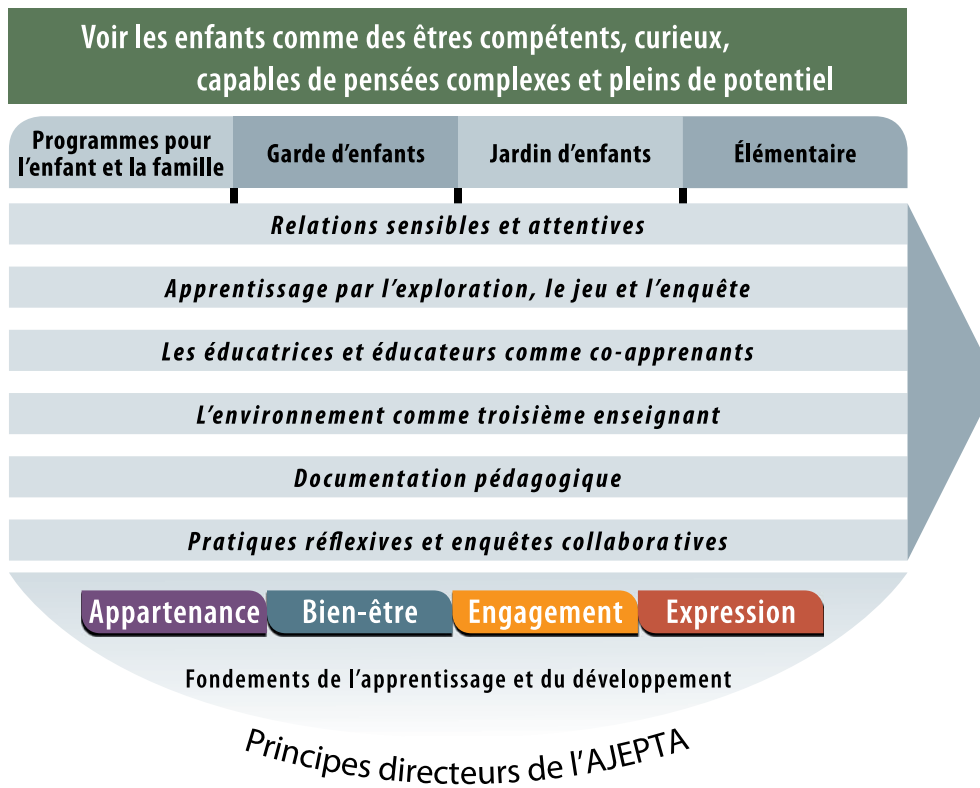 Voir les enfants comme des êtres compétents, curieux,
capables de pensées complexes et pleins de potentiel
Programmes pour
l'enfant et la famille
Garde d'enfants
Jardin d'enfants
Élémentaire
Relations sensibles et attentives
Apprentissage par l'exploration, le jeu et l'enquête
Les éducatrices et éducateurs comme co-apprenants
L'environnement comme troisième enseignant
Documentation pédagogique
Pratiques réflexives et enquêtes collaboratives
Appartenance
Bien-être
Engagement
Expression
Fondements de l'apprentissage et du développement
Principes directeurs de l'AJEPTA